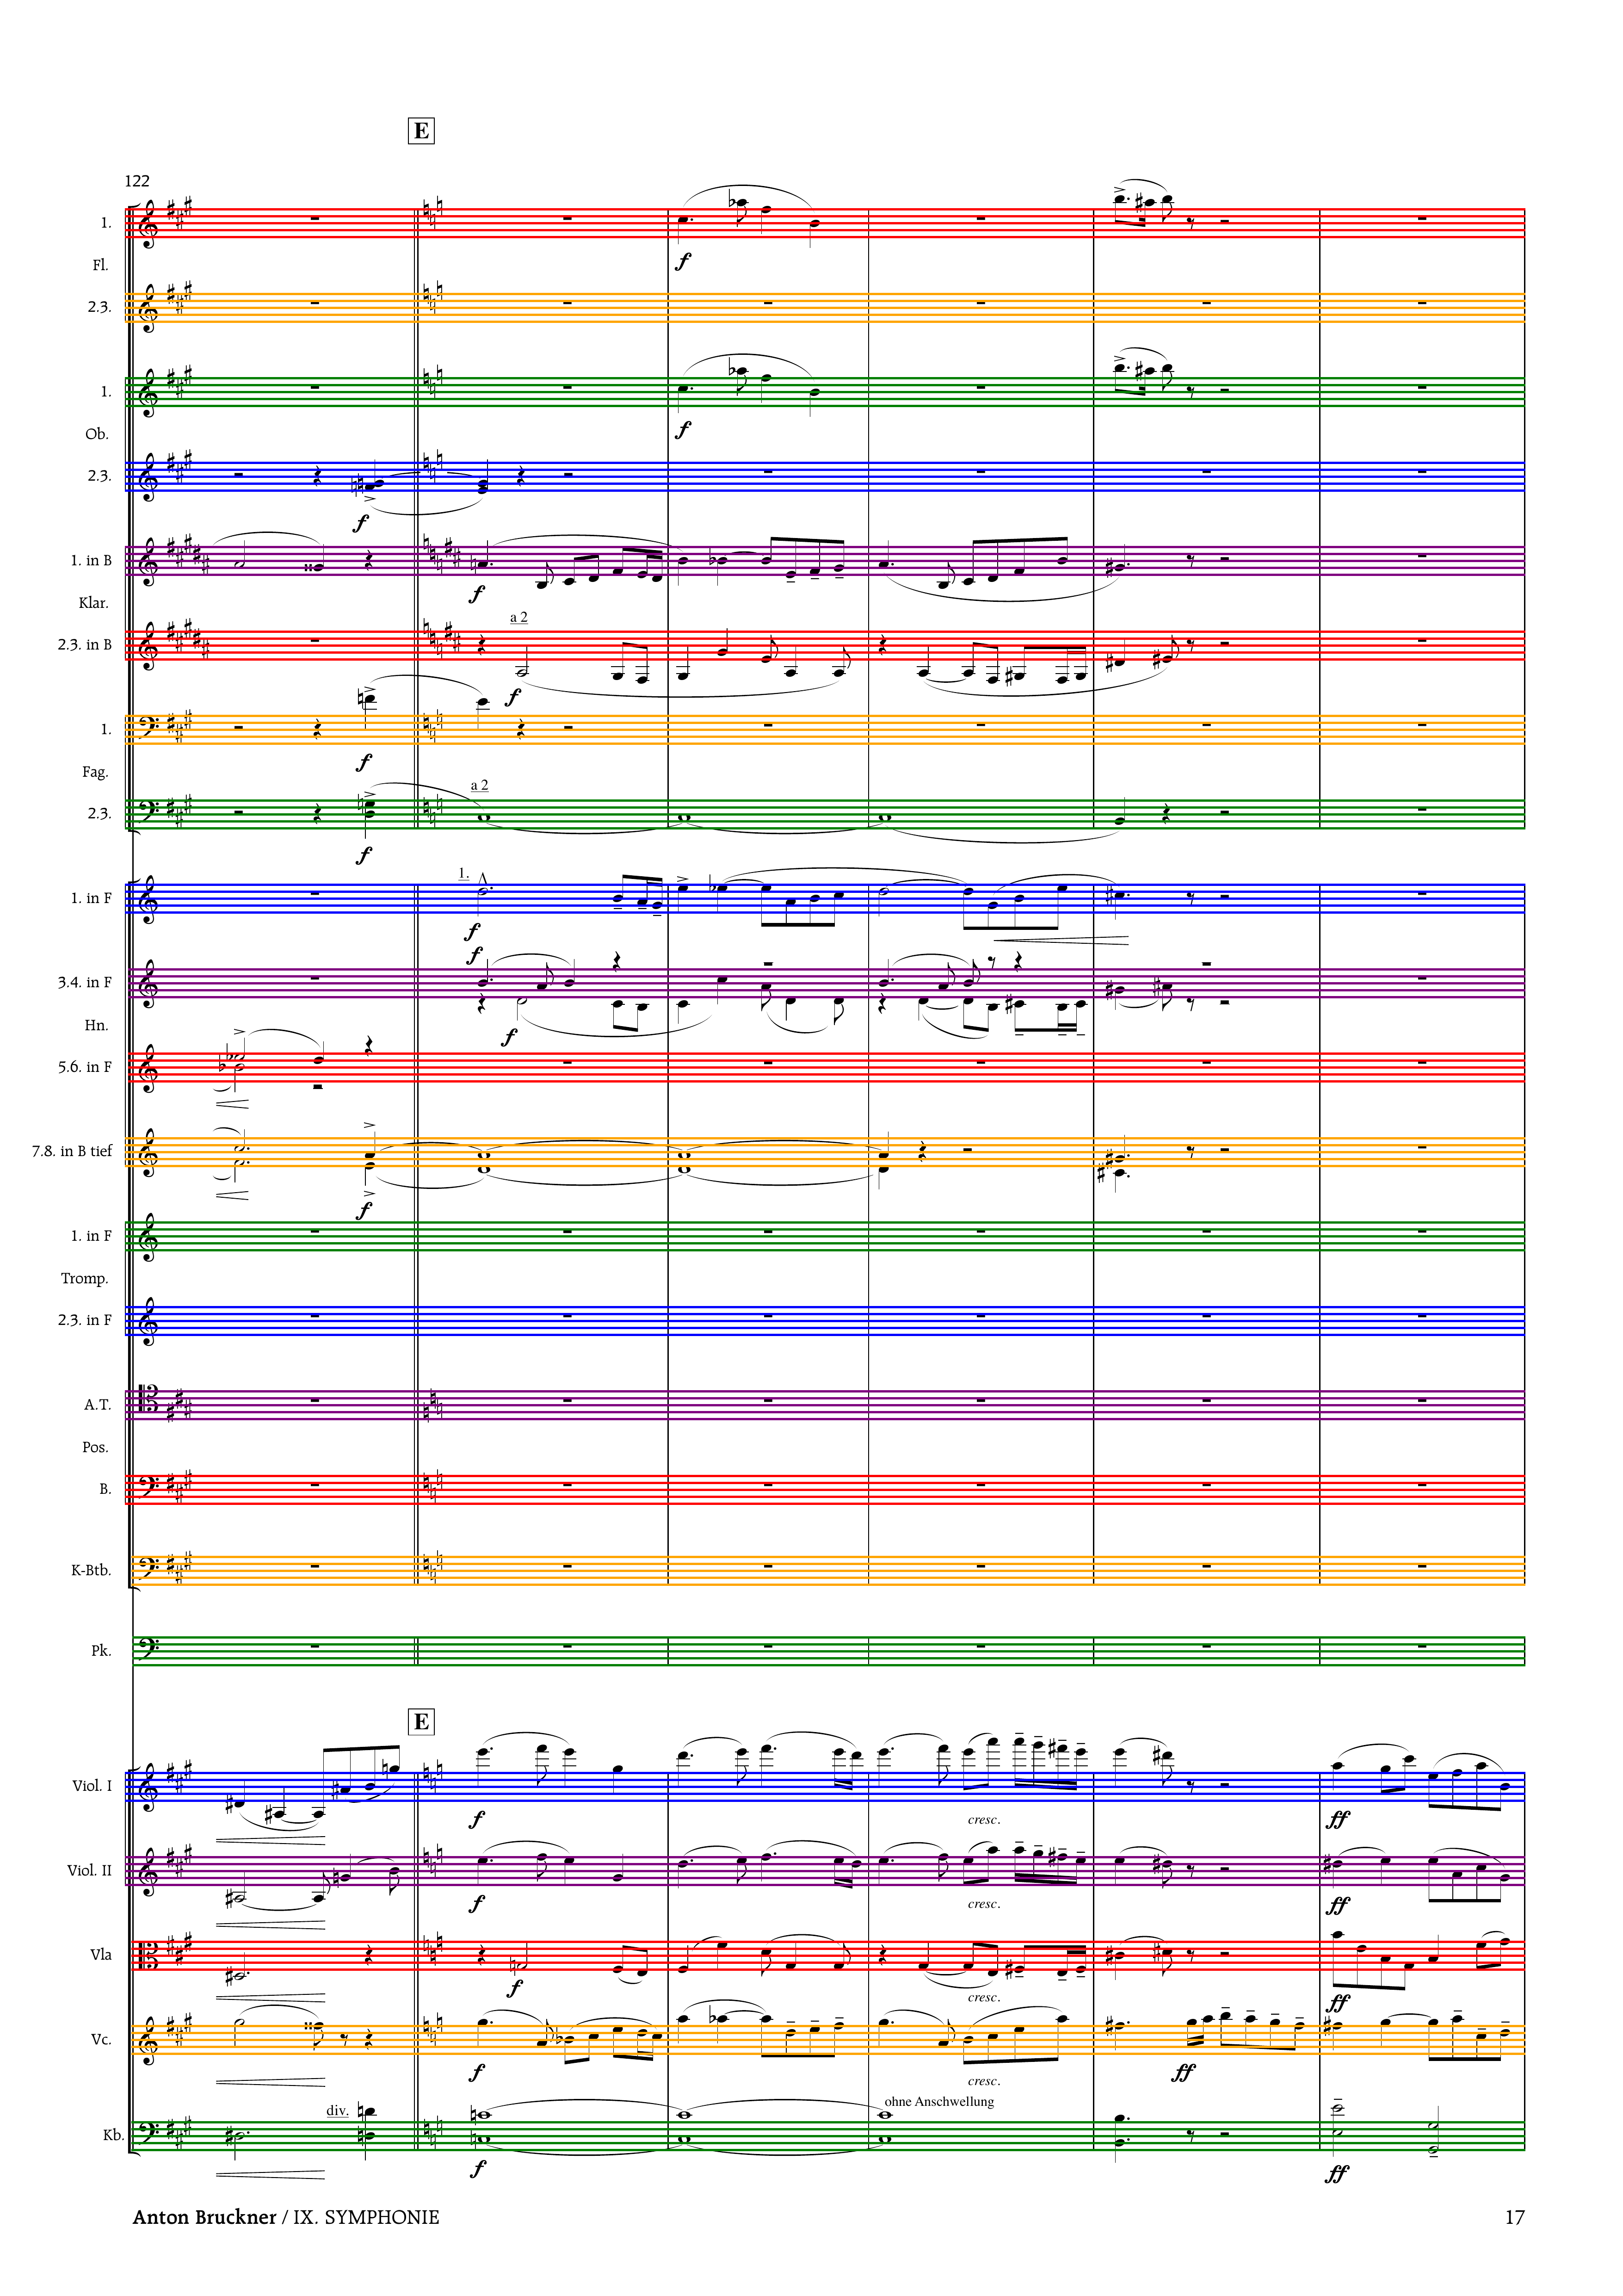 E
122
1.
Fl.
2.3.
f
1.
Ob.
2.3.
f
f
1. in B
f
Klar.
a 2
2.3. in B
f
1.
f
Fag.
a 2
2.3.
f
1.
1. in F
f
f
3.4. in F
f
Hn.
5.6. in F
7.8. in B tief
f
1. in F
Tromp.
2.3. in F
A.T.
Pos.
B.
K-Btb.
Pk.
E
Viol. I
f
cresc.
ff
Viol. II
f
cresc.
ff
Vla
f
cresc.
ff
Vc.
f
cresc.
ff
div.
ohne Anschwellung
Kb.
f
ff
Anton Bruckner / IX. SYMPHONIE
17